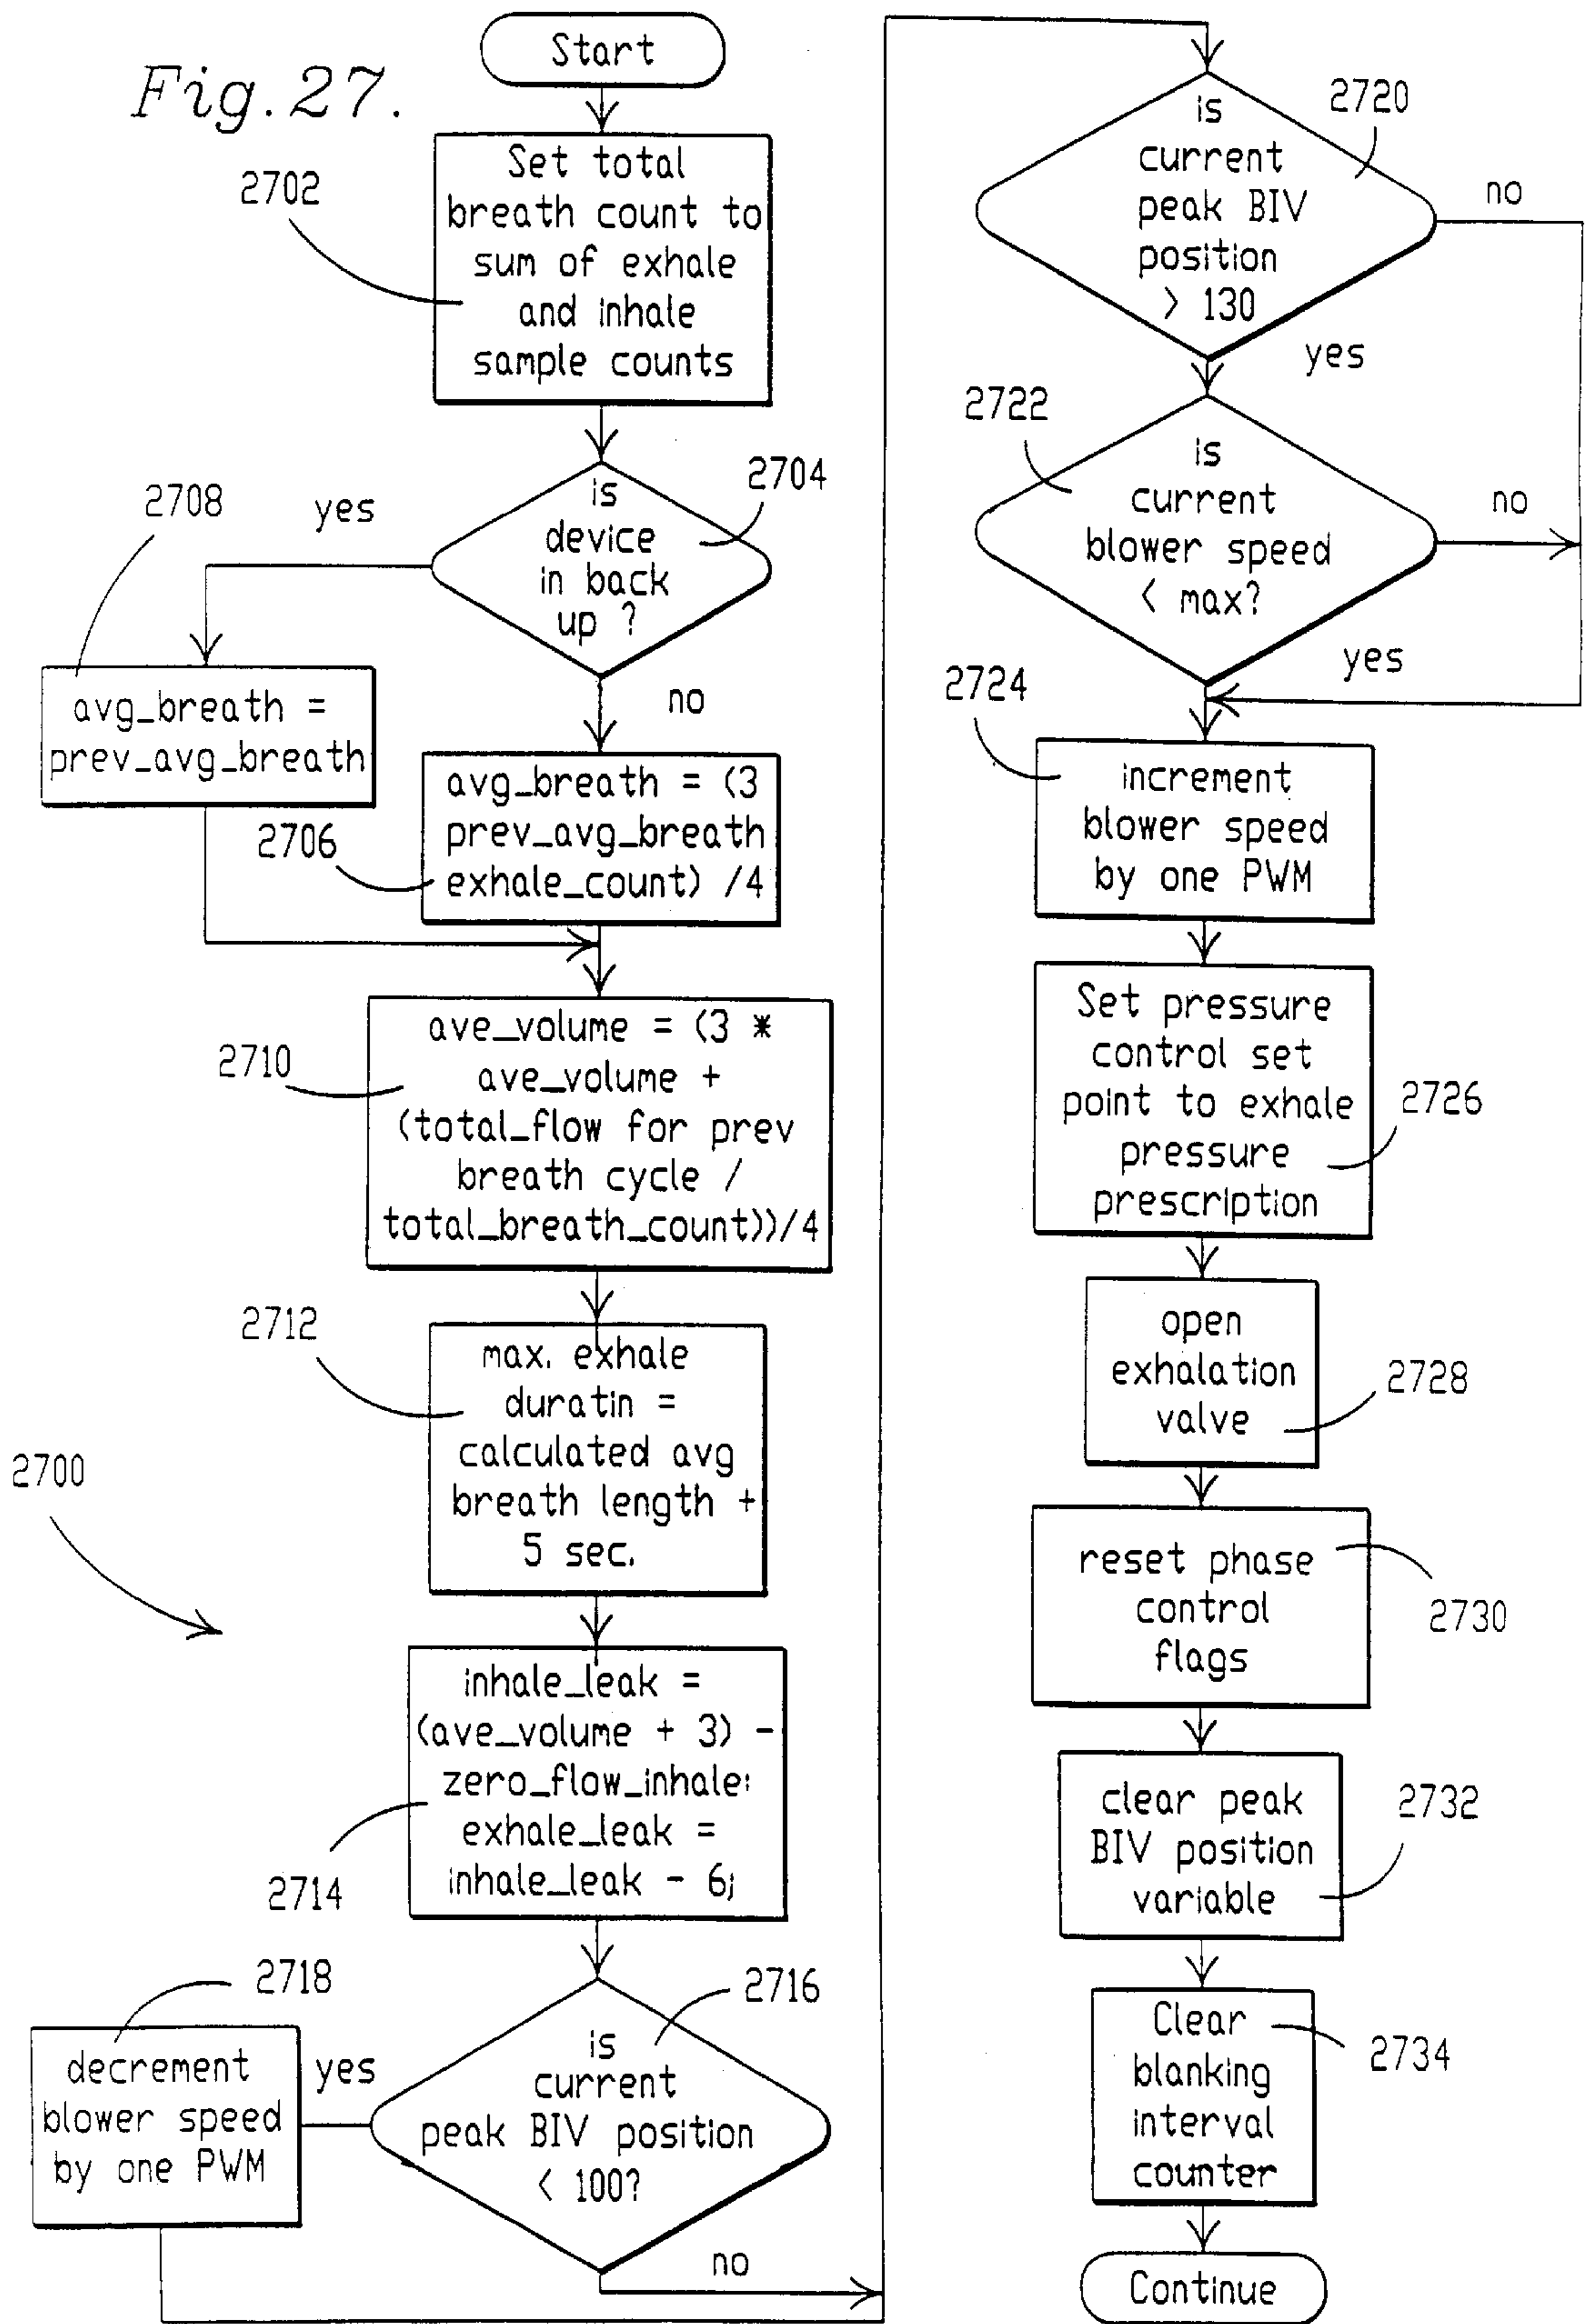 Fig. 27.
Start
2702
Set total
breath count to
sum of exhale
and inhale
sample counts
2704
is
device
in back
up ?
yes
no
2708
avg_breath =
prev_avg_breath
2706
avg_breath = (3
prev_avg_breath
exhale_count) /4
2710
ave_volume = (3 *
ave_volume +
(total_flow for prev
breath cycle /
total_breath_count))/4
2712
max. exhale
duratin =
calculated avg
breath length +
5 sec.
2700
2714
inhale_leak =
(ave_volume + 3) -
zero_flow_inhale:
exhale_leak =
inhale_leak - 6;
2716
is
current
peak BIV position
< 100?
yes
no
2718
decrement
blower speed
by one PWM
2720
is
current
peak BIV
position
> 130
no
yes
2722
is
current
blower speed
< max?
no
yes
2724
increment
blower speed
by one PWM
Set pressure
control set
point to exhale
pressure
prescription
2726
open
exhalation
valve
2728
reset phase
control
flags
2730
clear peak
BIV position
variable
2732
Clear
blanking
interval
counter
2734
Continue